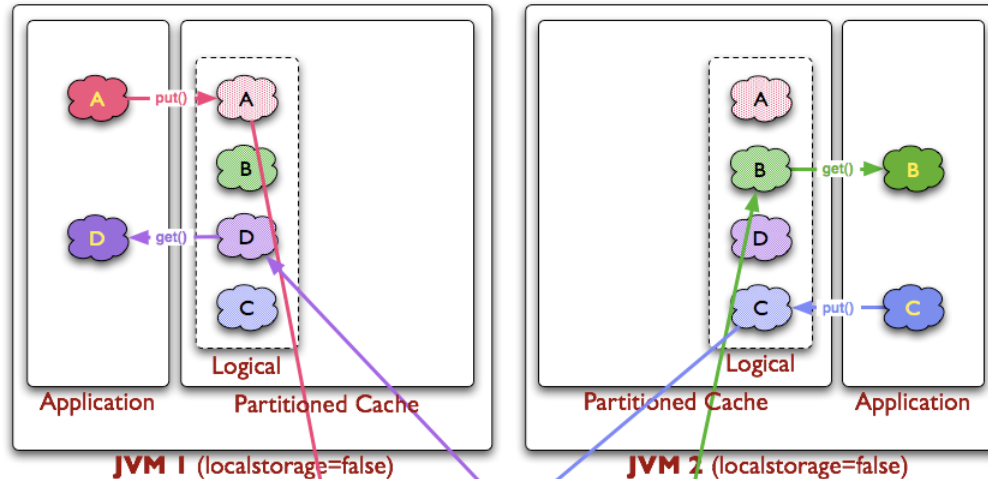 A put() A
B
D get() D
C
Logical
Application
Partitioned Cache
JVM 1 (localstorage=false)
A
B get() B
D
C put() C
Logical
Partitioned Cache
Application
JVM 2 (localstorage=false)